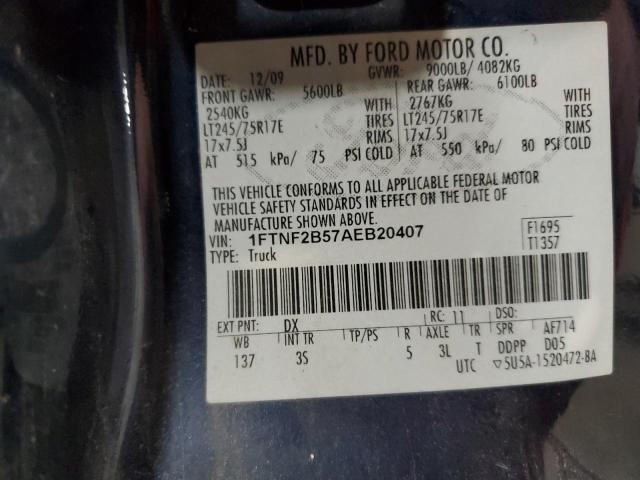 MFD. BY FORD MOTOR CO.
DATE: 12/09 GVWR: 9000LB/ 4082KG
FRONT GAWR: 5600LB REAR GAWR: 6100LB
2540KG WITH 2767KG WITH
LT245/75R17E TIRES LT245/75R17E TIRES
17x7.5J RIMS 17x7.5J RIMS
AT 515 kPa/ 75 PSI COLD AT 550 kPa/ 80 PSI COLD
THIS VEHICLE CONFORMS TO ALL APPLICABLE FEDERAL MOTOR
VEHICLE SAFETY STANDARDS IN EFFECT ON THE DATE OF
MANUFACTURE SHOWN ABOVE.
VIN: 1FTNF2B57AEB20407 F1695
TYPE: Truck T1357
EXT PNT: DX RC: 11 DSO:
WB INT TR TP/PS R AXLE TR SPR AF714
137 3S 5 3L T DDPP D05
UTC ▽5U5A-1520472-BA